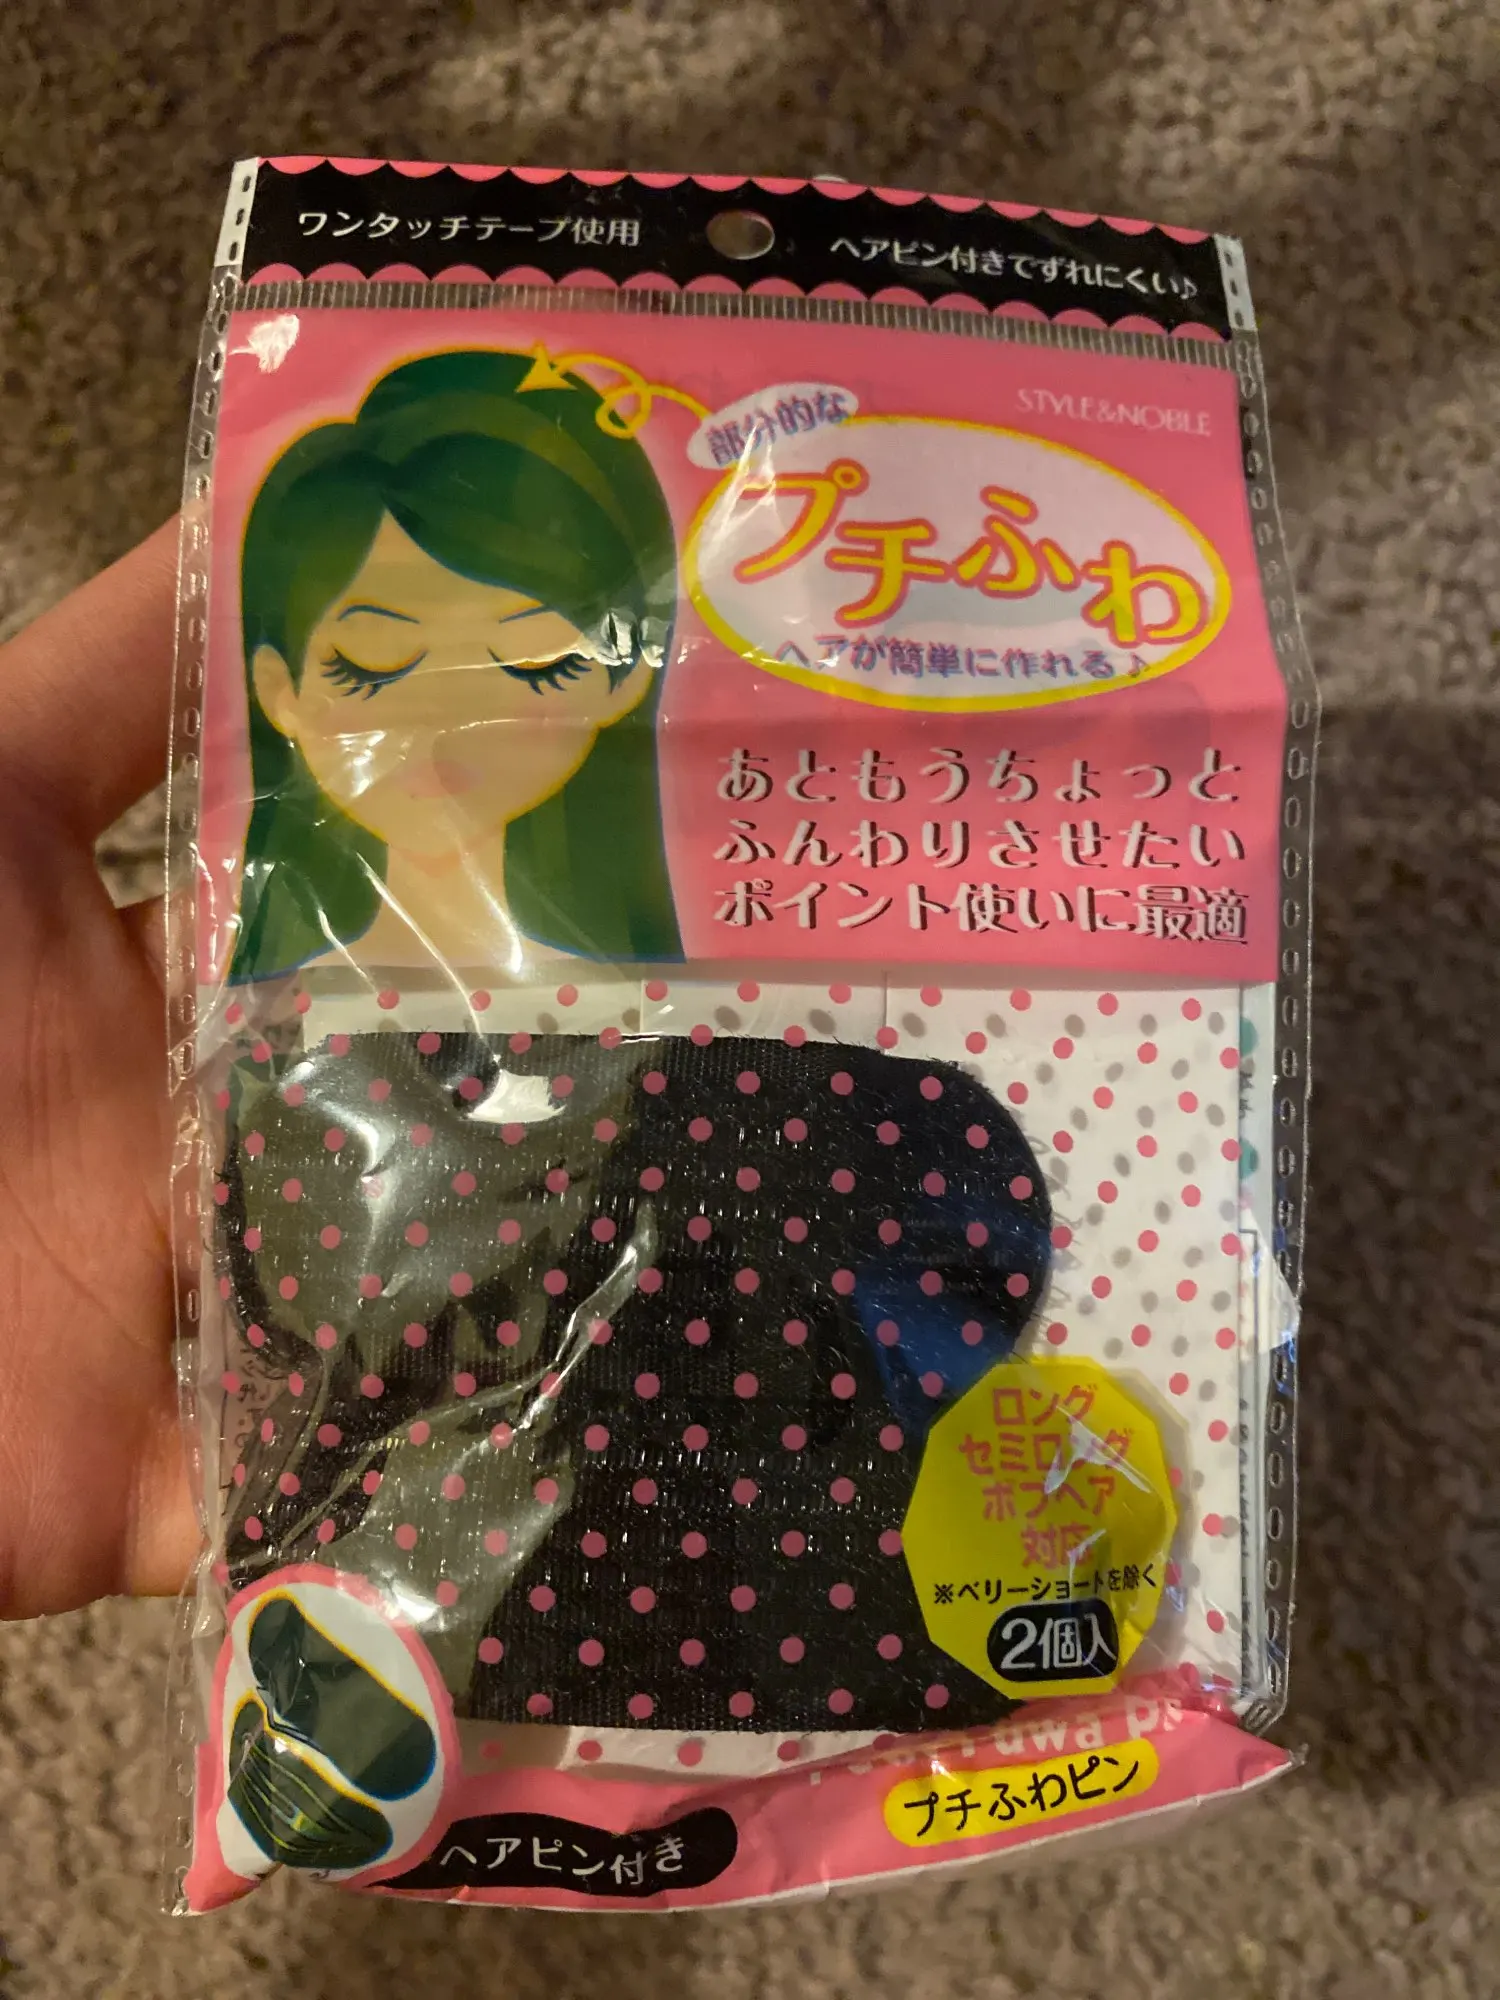 ワンタッチテープ使用
ヘアピン付きでずれにくい♪
STYLE&NOBLE
部分的な
プチふわ
ヘアが簡単に作れる♪
あともうちょっと
ふんわりさせたい
ポイント使いに最適
ロング
セミロング
ボブヘア
対応
※ベリーショートを除く
2個入
プチふわピン
ヘアピン付き